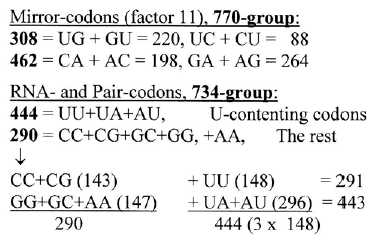 Mirror-codons (factor 11), 770-group:
308 = UG + GU = 220, UC + CU = 88
462 = CA + AC = 198, GA + AG = 264
RNA- and Pair-codons, 734-group:
444 = UU+UA+AU, U-contenting codons
290 = CC+CG+GC+GG, +AA, The rest
↓
CC+CG (143) + UU (148) = 291
GG+GC+AA (147) + UA+AU (296) = 443
290 444 (3 x 148)